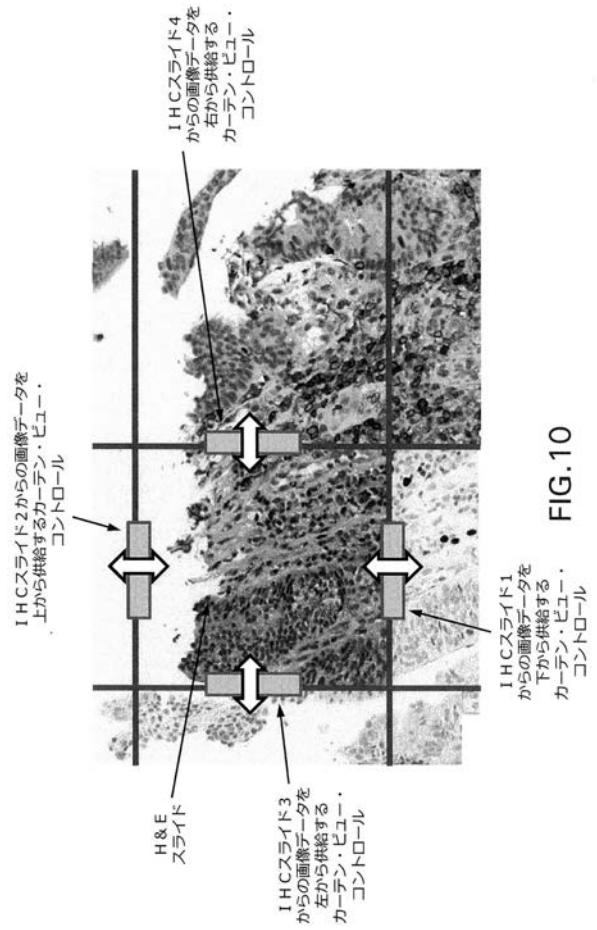 IHCスライド2からの画像データを
上から供給するカーテン・ビュー・
コントロール
H&E
スライド
IHCスライド4
からの画像データを
右から供給する
カーテン・ビュー・
コントロール
IHCスライド3
からの画像データを
左から供給する
カーテン・ビュー・
コントロール
IHCスライド1
からの画像データを
下から供給する
カーテン・ビュー・
コントロール
FIG.10